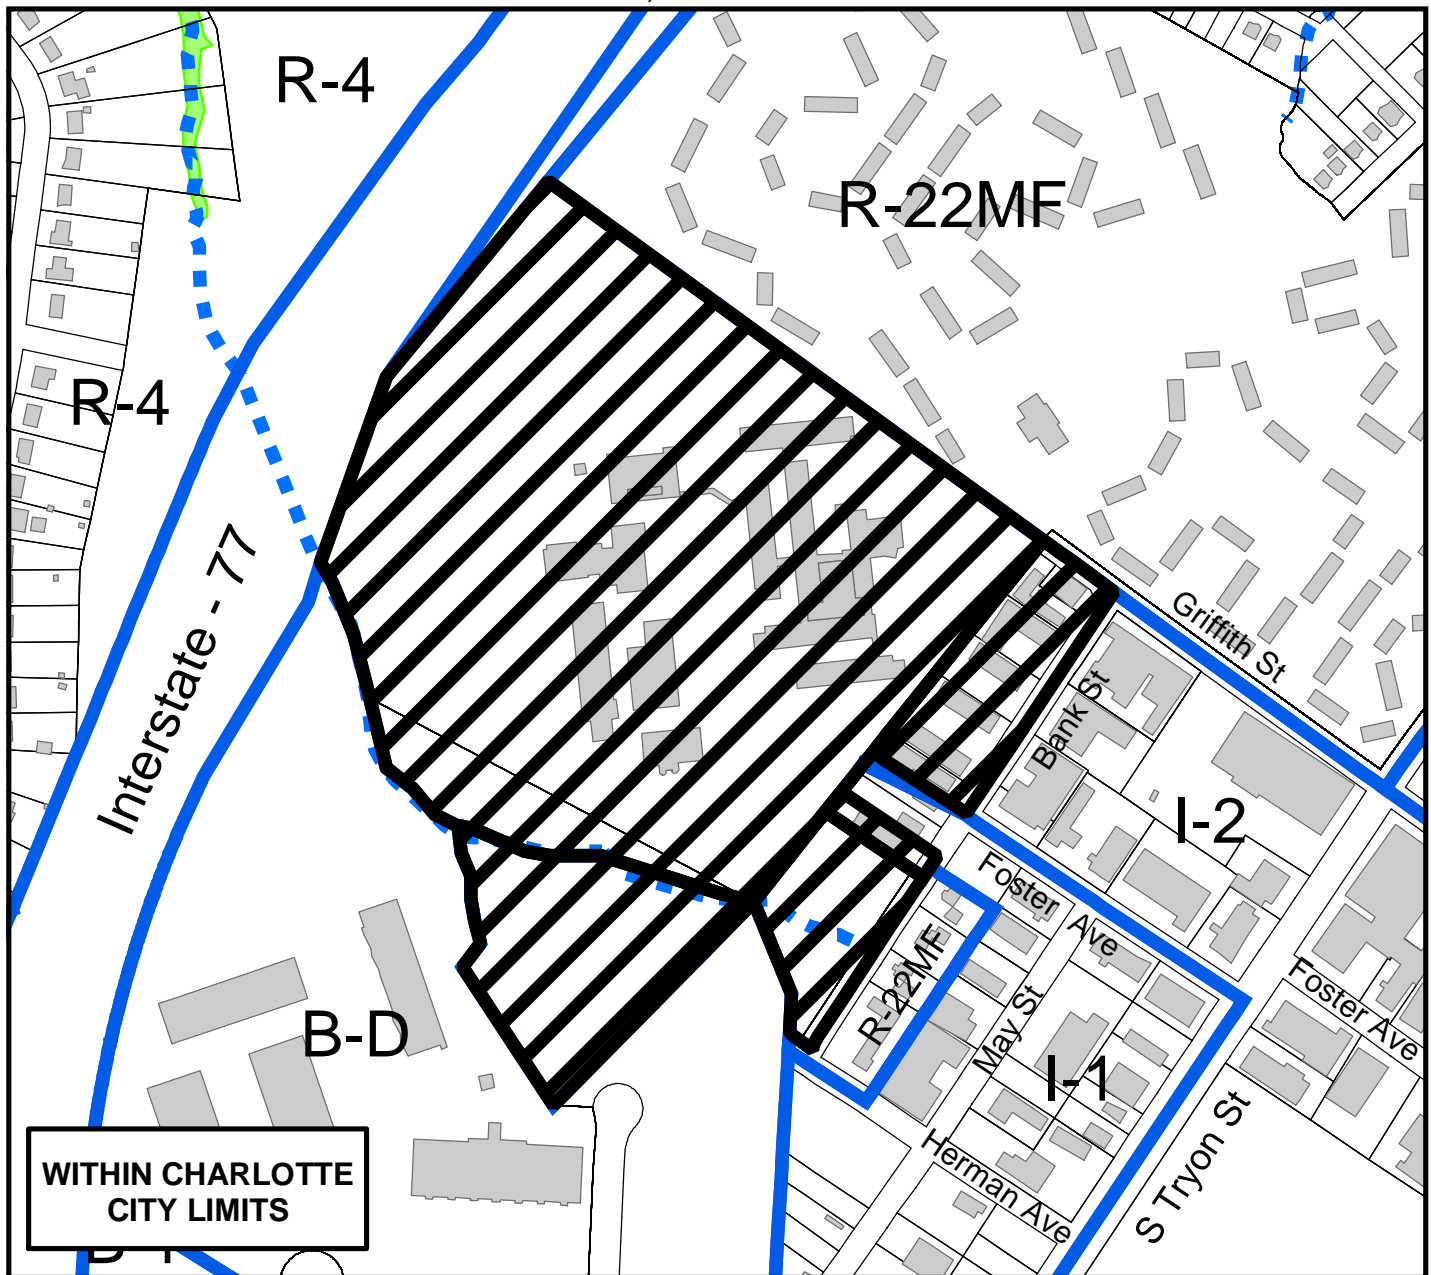 R-4
R-22MF
R-4
Interstate - 77
Griffith St
Bank St
I-2
Foster Ave
R-22MF
Foster Ave
May St
B-D
I-1
S Tryon St
Herman Ave
WITHIN CHARLOTTE
CITY LIMITS